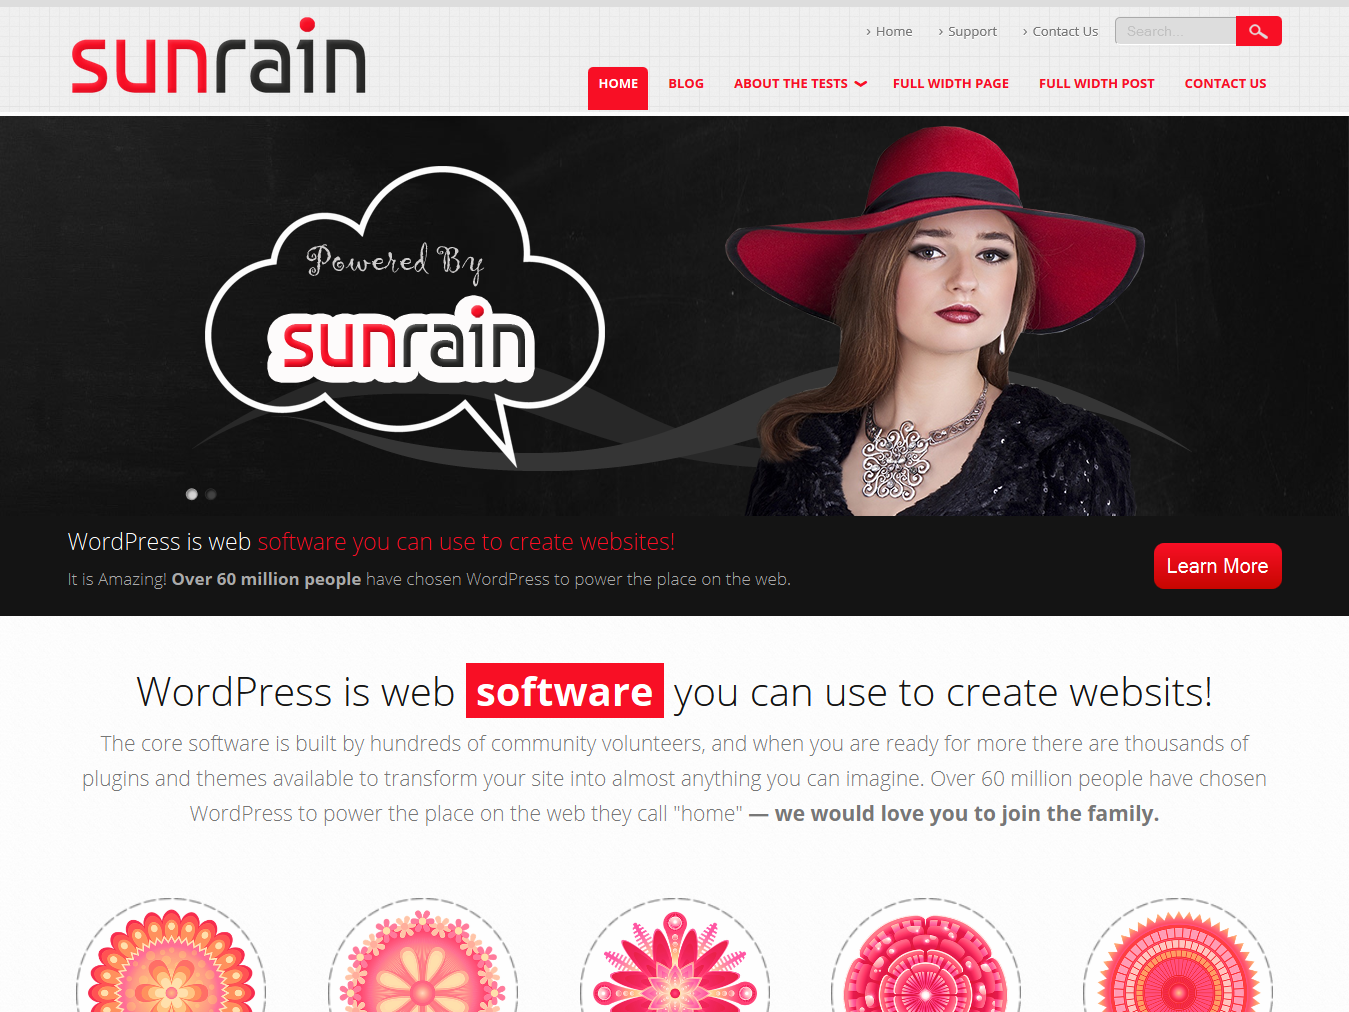 sunrain
Home
Support
Contact Us
Search...
HOME
BLOG
ABOUT THE TESTS
FULL WIDTH PAGE
FULL WIDTH POST
CONTACT US
Powered By
sunrain
WordPress is web software you can use to create websites!
It is Amazing! Over 60 million people have chosen WordPress to power the place on the web.
Learn More
WordPress is web software you can use to create websits!
The core software is built by hundreds of community volunteers, and when you are ready for more there are thousands of
plugins and themes available to transform your site into almost anything you can imagine. Over 60 million people have chosen
WordPress to power the place on the web they call "home" — we would love you to join the family.